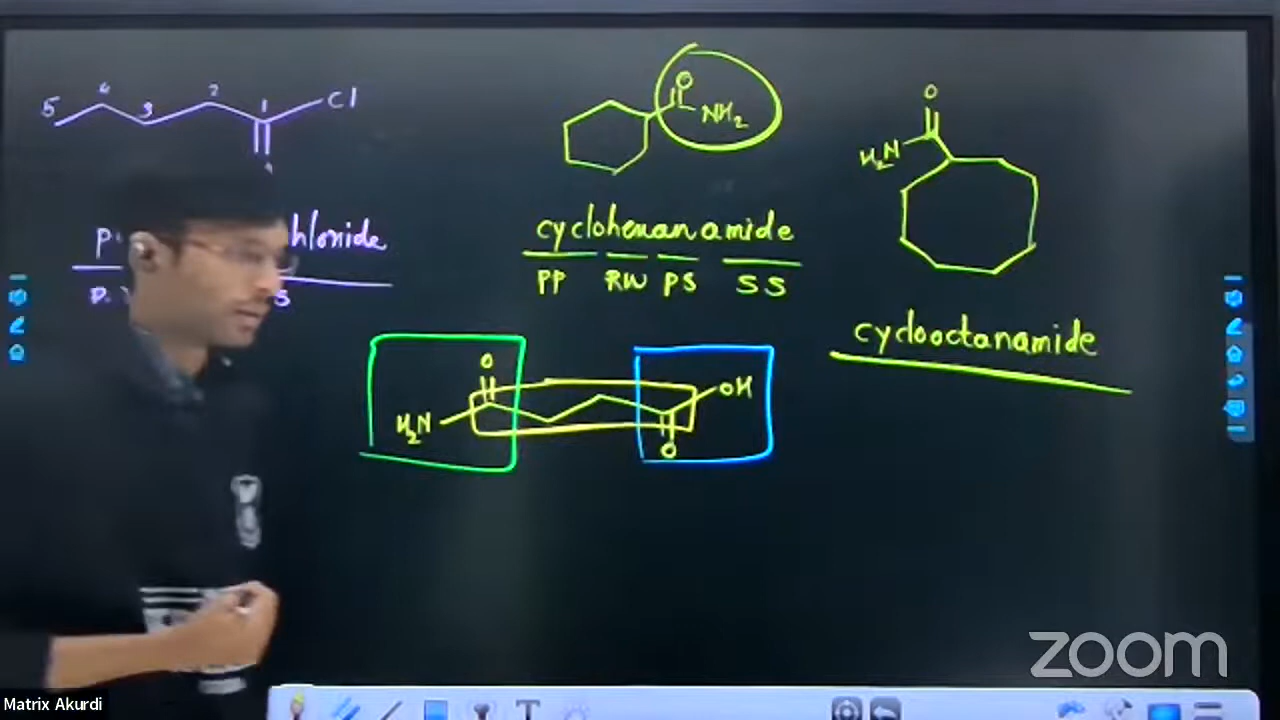 5 4 3 2 1 Cl
O
NH2
O
H2N
cyclohexanamide
hloride
PP RW PS SS
cyclooctanamide
O
H2N
OH
O
zoom
Matrix Akurdi